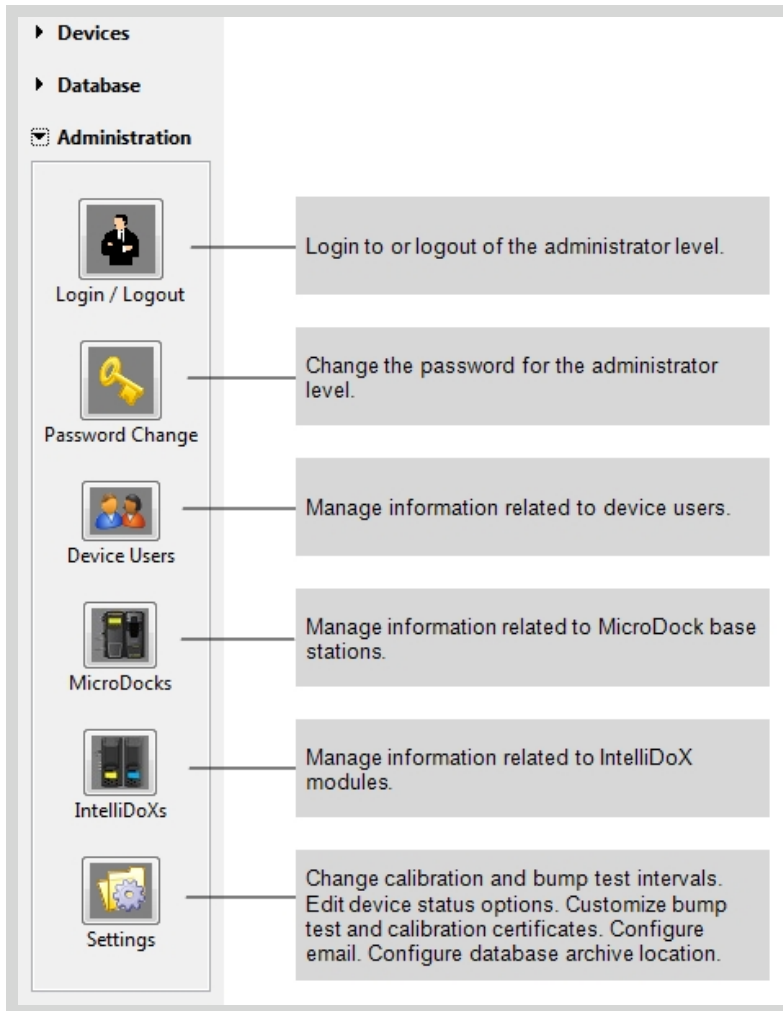 Devices
Database
Administration
Login / Logout
Login to or logout of the administrator level.
Password Change
Change the password for the administrator
level.
Device Users
Manage information related to device users.
MicroDocks
Manage information related to MicroDock base
stations.
IntelliDoXs
Manage information related to IntelliDoX
modules.
Settings
Change calibration and bump test intervals.
Edit device status options. Customize bump
test and calibration certificates. Configure
email. Configure database archive location.